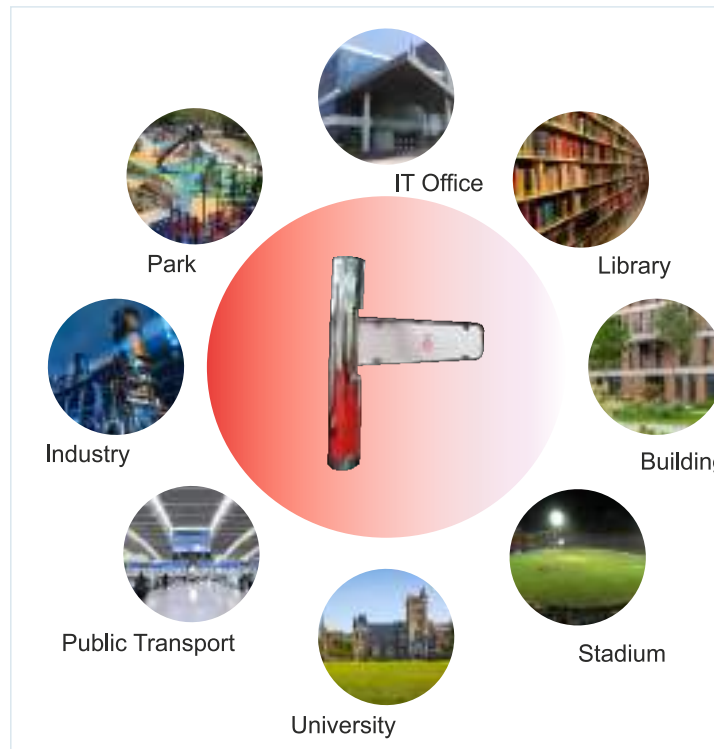 IT Office
Park
Library
Industry
Building
Public Transport
Stadium
University